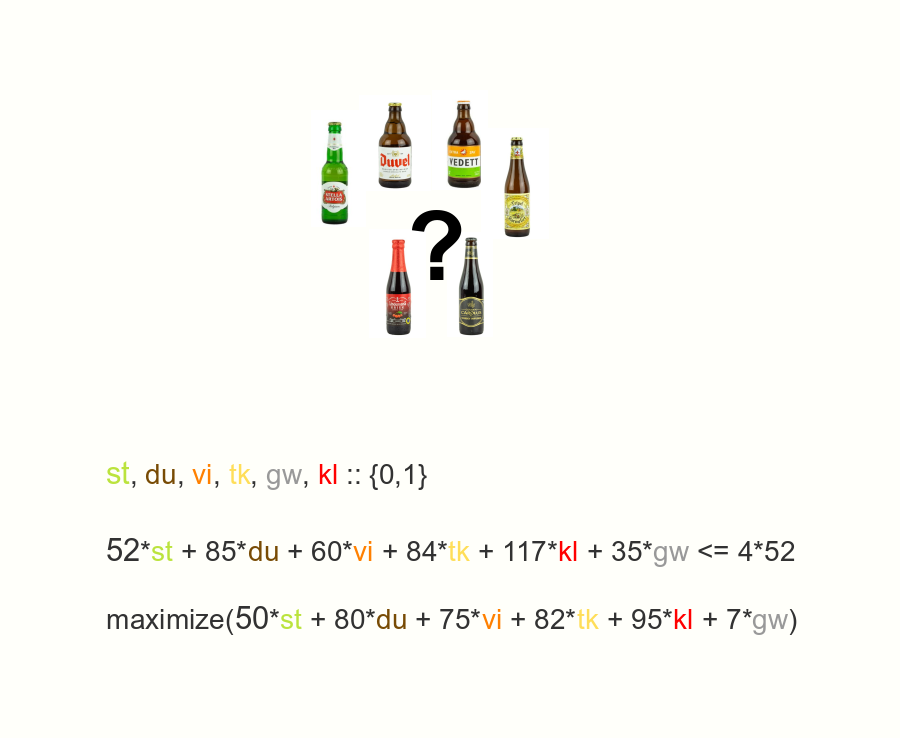 Duvel
VEDETT
STELLA
ARTOIS
?
st, du, vi, tk, gw, kl :: {0,1}
52*st + 85*du + 60*vi + 84*tk + 117*kl + 35*gw <= 4*52
maximize(50*st + 80*du + 75*vi + 82*tk + 95*kl + 7*gw)